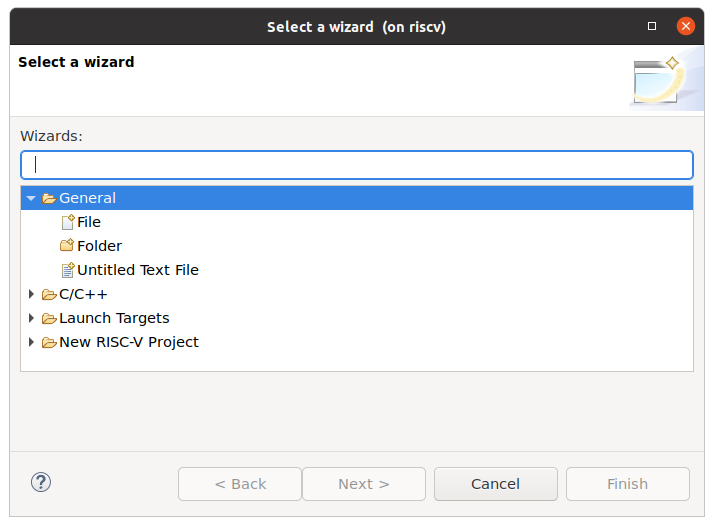 Select a wizard (on riscv)
Select a wizard
Wizards:
General
File
Folder
Untitled Text File
C/C++
Launch Targets
New RISC-V Project
?
< Back Next > Cancel Finish